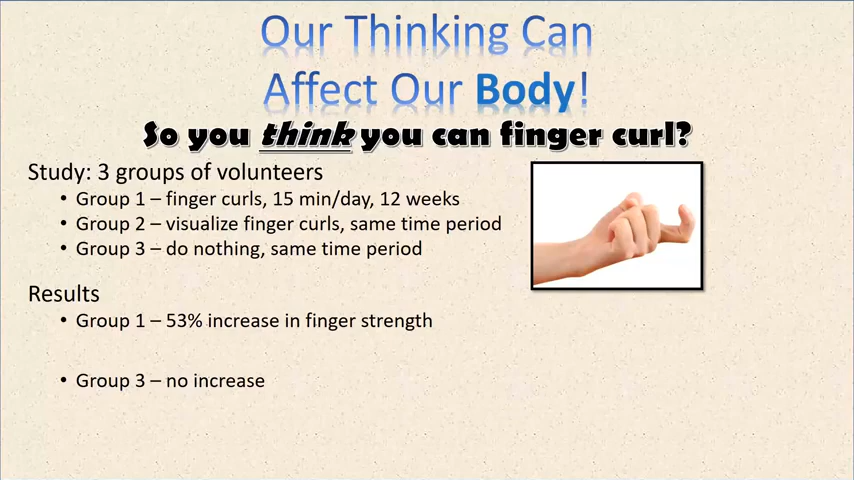 Our Thinking Can
Affect Our Body!
So you think you can finger curl?
Study: 3 groups of volunteers
• Group 1 – finger curls, 15 min/day, 12 weeks
• Group 2 – visualize finger curls, same time period
• Group 3 – do nothing, same time period
Results
• Group 1 – 53% increase in finger strength
• Group 3 – no increase